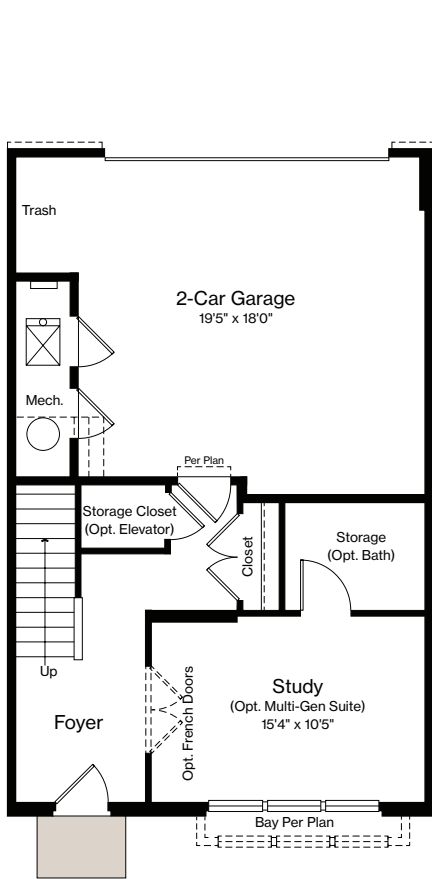 Trash
2-Car Garage
19'5" x 18'0"
Mech.
Per Plan
Storage Closet
(Opt. Elevator)
Closet
Storage
(Opt. Bath)
Up
Foyer
Opt. French Doors
Study
(Opt. Multi-Gen Suite)
15'4" x 10'5"
Bay Per Plan